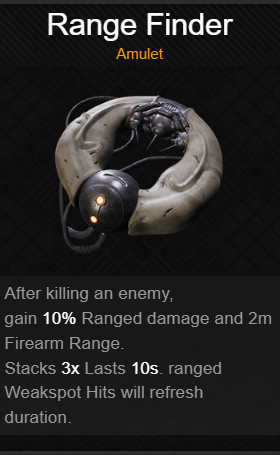 Range Finder
Amulet
After killing an enemy,
gain 10% Ranged damage and 2m
Firearm Range.
Stacks 3x Lasts 10s. ranged
Weakspot Hits will refresh
duration.